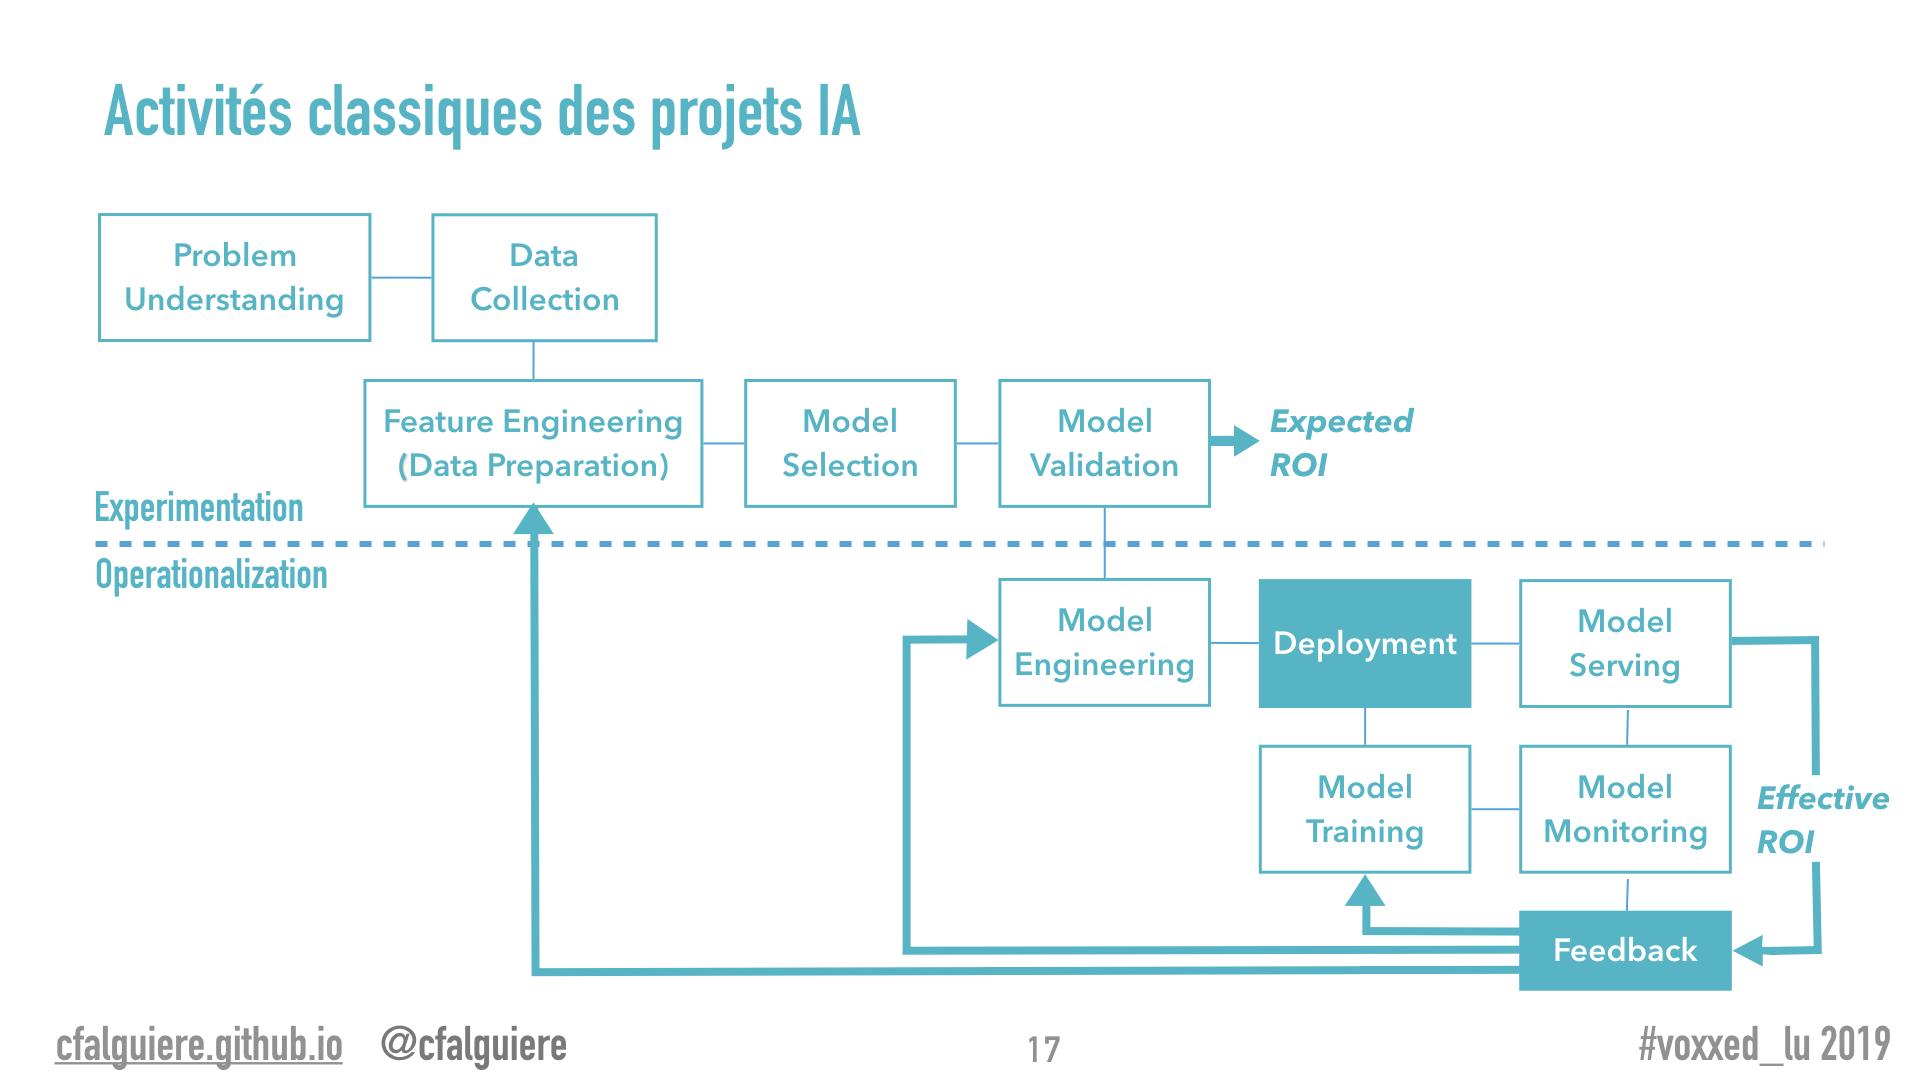 Activités classiques des projets IA
Problem
Understanding
Data
Collection
Feature Engineering
(Data Preparation)
Model
Selection
Model
Validation
Expected
ROI
Experimentation
Operationalization
Model
Engineering
Deployment
Model
Serving
Model
Training
Model
Monitoring
Effective
ROI
Feedback
cfalguiere.github.io @cfalguiere 17 #voxxed_lu 2019